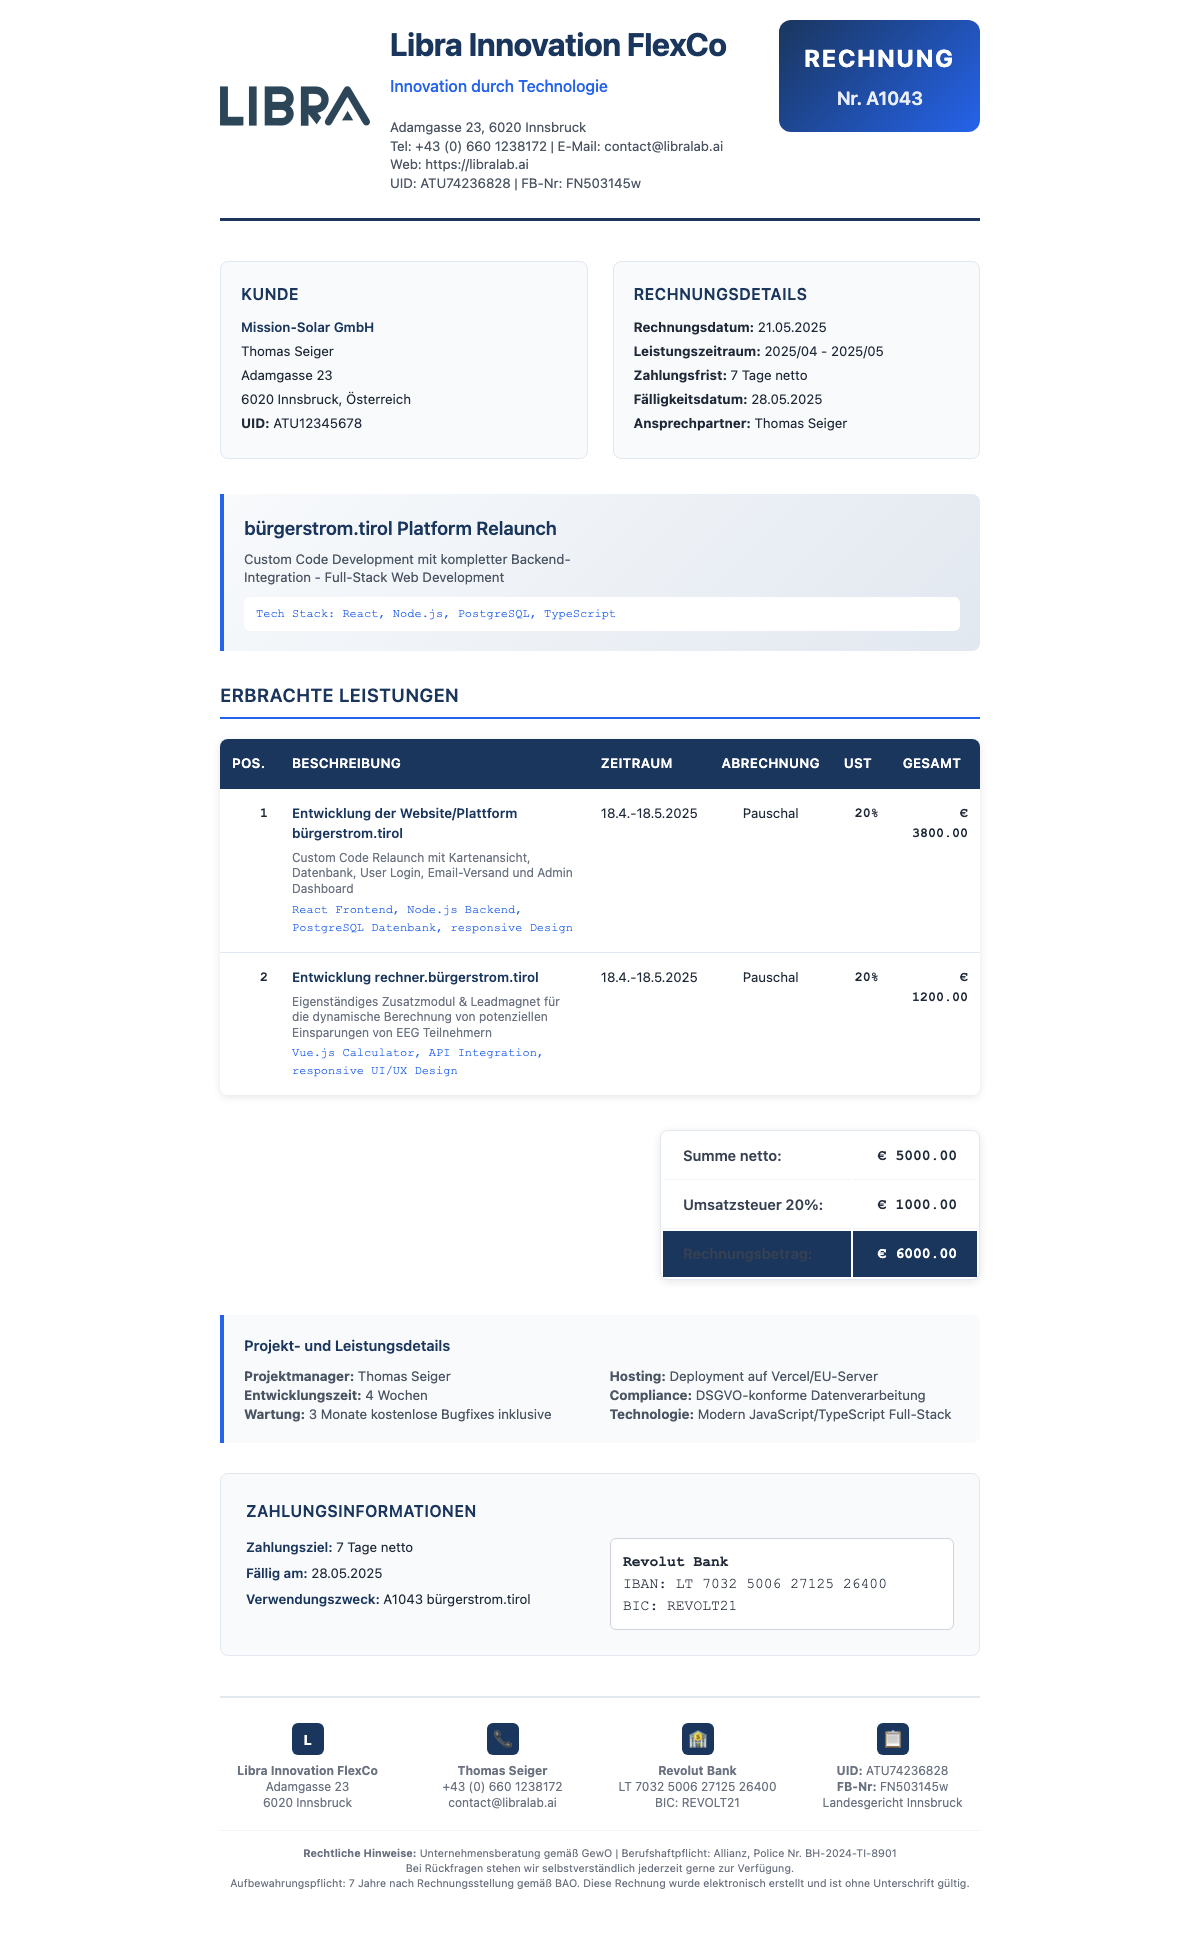 LIBRA
Libra Innovation FlexCo
Innovation durch Technologie
Adamgasse 23, 6020 Innsbruck
Tel: +43 (0) 660 1238172 | E-Mail: contact@libralab.ai
Web: https://libralab.ai
UID: ATU74236828 | FB-Nr: FN503145w
RECHNUNG
Nr. A1043
KUNDE
Mission-Solar GmbH
Thomas Seiger
Adamgasse 23
6020 Innsbruck, Österreich
UID: ATU12345678
RECHNUNGSDETAILS
Rechnungsdatum: 21.05.2025
Leistungszeitraum: 2025/04 - 2025/05
Zahlungsfrist: 7 Tage netto
Fälligkeitsdatum: 28.05.2025
Ansprechpartner: Thomas Seiger
bürgerstrom.tirol Platform Relaunch
Custom Code Development mit kompletter Backend-
Integration - Full-Stack Web Development
Tech Stack: React, Node.js, PostgreSQL, TypeScript
ERBRACHTE LEISTUNGEN
POS. BESCHREIBUNG ZEITRAUM ABRECHNUNG UST GESAMT
1 Entwicklung der Website/Plattform 18.4.-18.5.2025 Pauschal 20% €
bürgerstrom.tirol 3800.00
Custom Code Relaunch mit Kartenansicht,
Datenbank, User Login, Email-Versand und Admin
Dashboard
React Frontend, Node.js Backend,
PostgreSQL Datenbank, responsive Design
2 Entwicklung rechner.bürgerstrom.tirol 18.4.-18.5.2025 Pauschal 20% €
1200.00
Eigenständiges Zusatzmodul & Leadmagnet für
die dynamische Berechnung von potenziellen
Einsparungen von EEG Teilnehmern
Vue.js Calculator, API Integration,
responsive UI/UX Design
Summe netto: € 5000.00
Umsatzsteuer 20%: € 1000.00
Rechnungsbetrag: € 6000.00
Projekt- und Leistungsdetails
Projektmanager: Thomas Seiger
Entwicklungszeit: 4 Wochen
Wartung: 3 Monate kostenlose Bugfixes inklusive
Hosting: Deployment auf Vercel/EU-Server
Compliance: DSGVO-konforme Datenverarbeitung
Technologie: Modern JavaScript/TypeScript Full-Stack
ZAHLUNGSINFORMATIONEN
Zahlungsziel: 7 Tage netto
Fällig am: 28.05.2025
Verwendungszweck: A1043 bürgerstrom.tirol
Revolut Bank
IBAN: LT 7032 5006 27125 26400
BIC: REVOLT21
L
Libra Innovation FlexCo
Adamgasse 23
6020 Innsbruck
Thomas Seiger
+43 (0) 660 1238172
contact@libralab.ai
Revolut Bank
LT 7032 5006 27125 26400
BIC: REVOLT21
UID: ATU74236828
FB-Nr: FN503145w
Landesgericht Innsbruck
Rechtliche Hinweise: Unternehmensberatung gemäß GewO | Berufshaftpflicht: Allianz, Police Nr. BH-2024-TI-8901
Bei Rückfragen stehen wir selbstverständlich jederzeit gerne zur Verfügung.
Aufbewahrungspflicht: 7 Jahre nach Rechnungsstellung gemäß BAO. Diese Rechnung wurde elektronisch erstellt und ist ohne Unterschrift gültig.